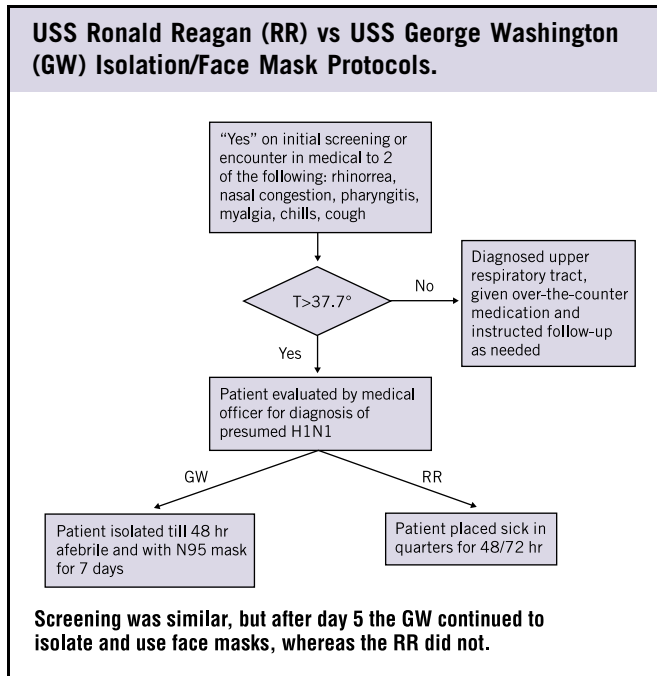 USS Ronald Reagan (RR) vs USS George Washington
(GW) Isolation/Face Mask Protocols.
“Yes” on initial screening or
encounter in medical to 2
of the following: rhinorrea,
nasal congestion, pharyngitis,
myalgia, chills, cough
T>37.7°
No
Diagnosed upper
respiratory tract,
given over-the-counter
medication and
instructed follow-up
as needed
Yes
Patient evaluated by medical
officer for diagnosis of
presumed H1N1
GW
RR
Patient isolated till 48 hr
afebrile and with N95 mask
for 7 days
Patient placed sick in
quarters for 48/72 hr
Screening was similar, but after day 5 the GW continued to
isolate and use face masks, whereas the RR did not.